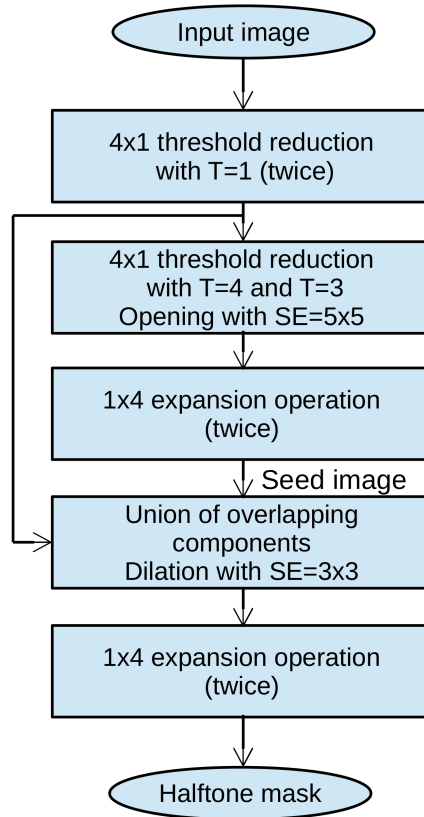 Input image
4x1 threshold reduction
with T=1 (twice)
4x1 threshold reduction
with T=4 and T=3
Opening with SE=5x5
1x4 expansion operation
(twice)
Seed image
Union of overlapping
components
Dilation with SE=3x3
1x4 expansion operation
(twice)
Halftone mask